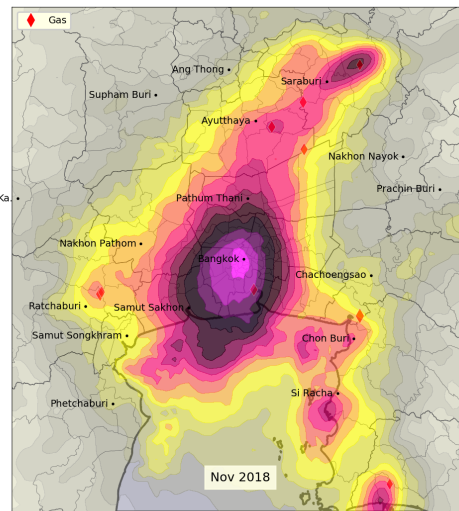 Gas
Ang Thong
Saraburi
Supham Buri
Ayutthaya
Nakhon Nayok
Prachin Buri
Ka.
Pathum Thani
Nakhon Pathom
Bangkok
Chachoengsao
Ratchaburi
Samut Sakhon
Samut Songkhram
Chon Buri
Si Racha
Phetchaburi
Nov 2018